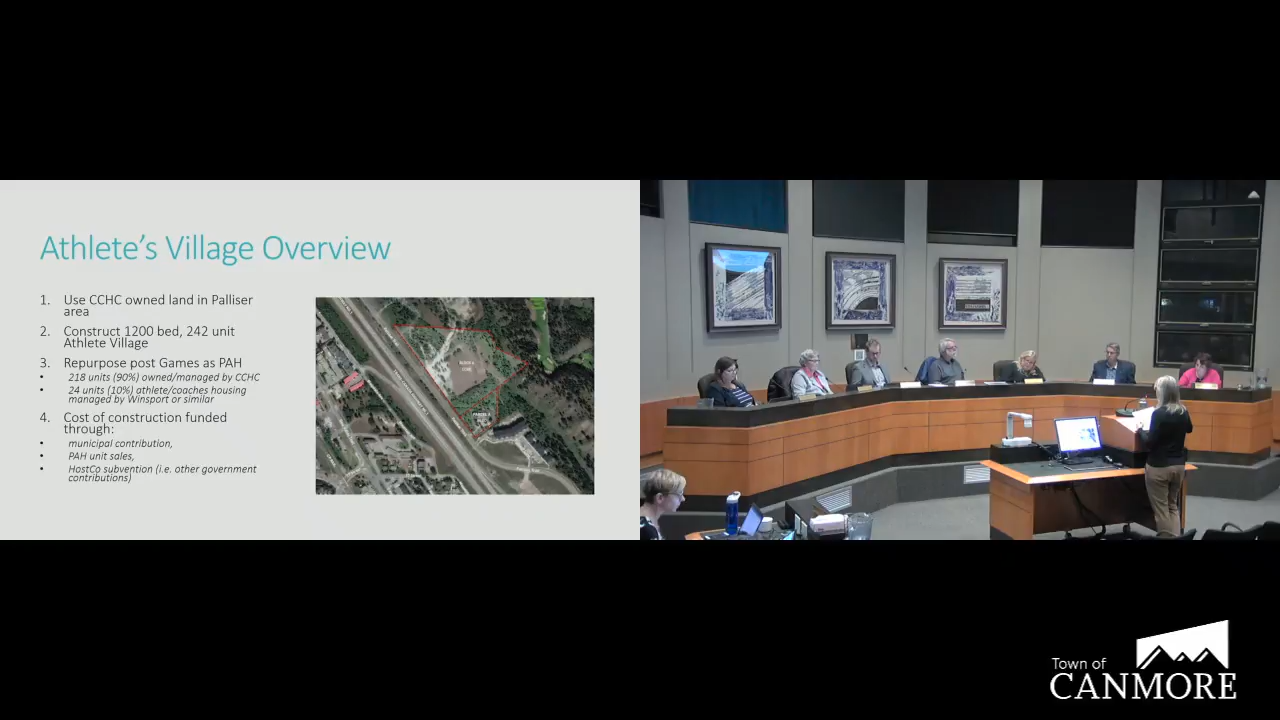 Athlete's Village Overview
1. Use CCHC owned land in Palliser
area
2. Construct 1200 bed, 242 unit
Athlete Village
3. Repurpose post Games as PAH
• 218 units (90%) owned/managed by CCHC
• 24 units (10%) athlete/coaches housing
managed by Winsport or similar
4. Cost of construction funded
through:
• municipal contribution,
• PAH unit sales,
• HostCo subvention (i.e. other government
contributions)
Town of
CANMORE